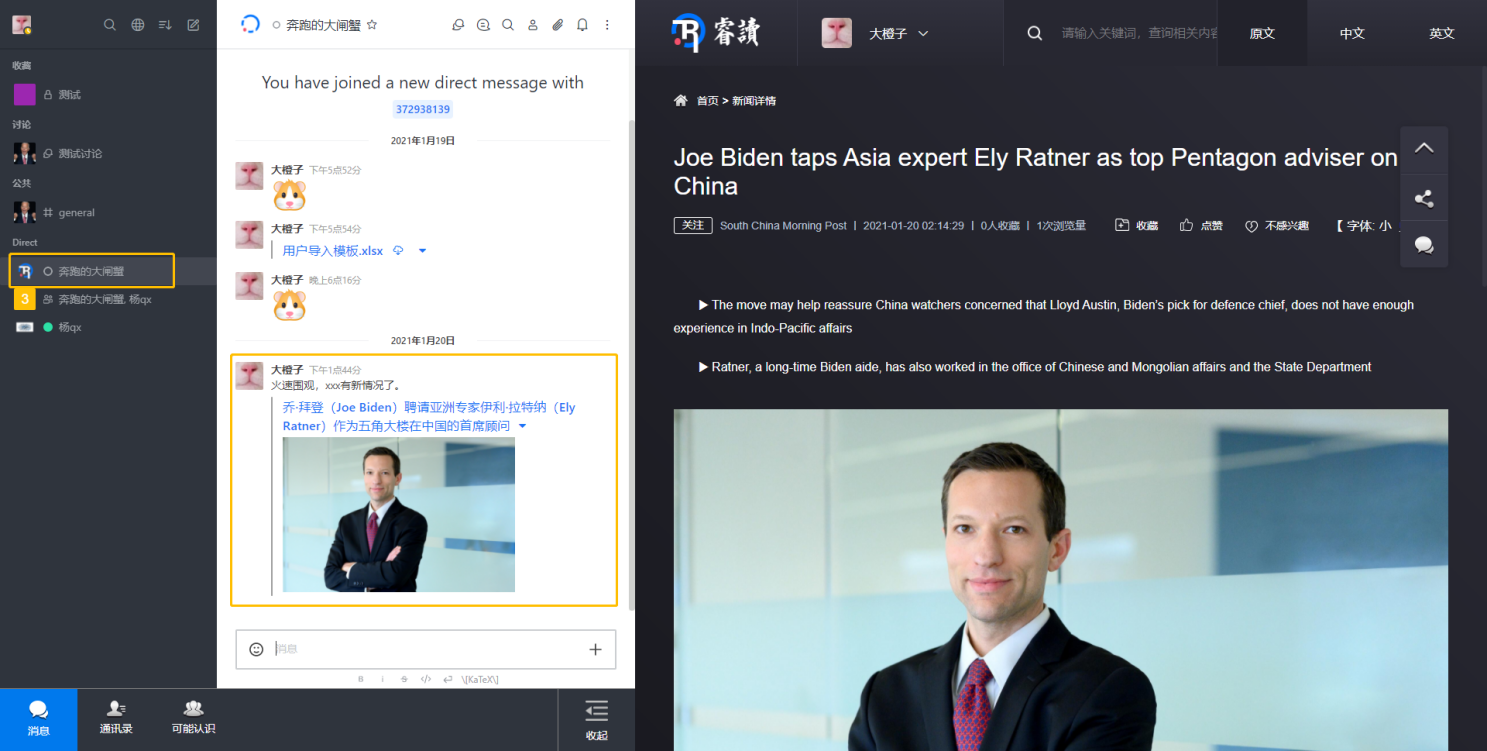 收藏
测试
讨论
测试讨论
公共
general
Direct
奔跑的大闸蟹
3
奔跑的大闸蟹, 杨qx
杨qx
消息
通讯录
可能认识
收起
奔跑的大闸蟹
You have joined a new direct message with
372938139
2021年1月19日
大橙子 下午5点52分
大橙子 下午5点54分
用户导入模板.xlsx
大橙子 晚上6点16分
2021年1月20日
大橙子 下午1点44分
火速围观，xxx有新情况了。
乔·拜登（Joe Biden）聘请亚洲专家伊利·拉特纳（Ely
Ratner）作为五角大楼在中国的首席顾问
消息
B i S </> \[KaTeX\]
睿讀
大橙子
请输入关键词，查询相关内容
原文
中文
英文
首页 > 新闻详情
Joe Biden taps Asia expert Ely Ratner as top Pentagon adviser on
China
关注 South China Morning Post | 2021-01-20 02:14:29 | 0人收藏 | 1次浏览量 收藏 点赞 不感兴趣 【 字体: 小
▶ The move may help reassure China watchers concerned that Lloyd Austin, Biden's pick for defence chief, does not have enough
experience in Indo-Pacific affairs
▶ Ratner, a long-time Biden aide, has also worked in the office of Chinese and Mongolian affairs and the State Department